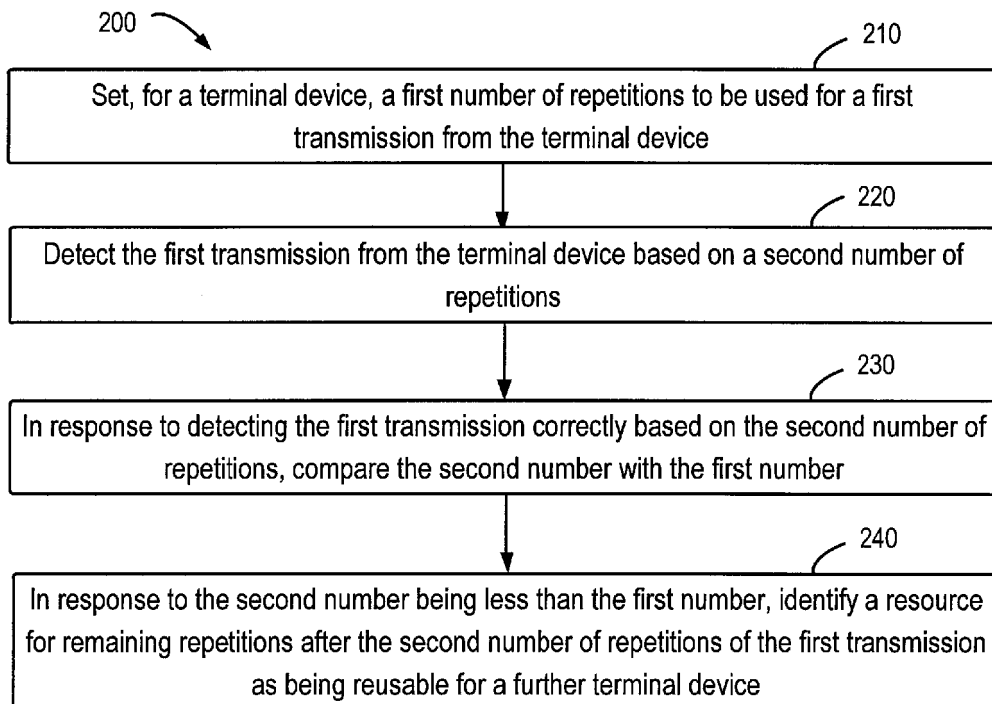 200
210
Set, for a terminal device, a first number of repetitions to be used for a first
transmission from the terminal device
220
Detect the first transmission from the terminal device based on a second number of
repetitions
230
In response to detecting the first transmission correctly based on the second number of
repetitions, compare the second number with the first number
240
In response to the second number being less than the first number, identify a resource
for remaining repetitions after the second number of repetitions of the first transmission
as being reusable for a further terminal device